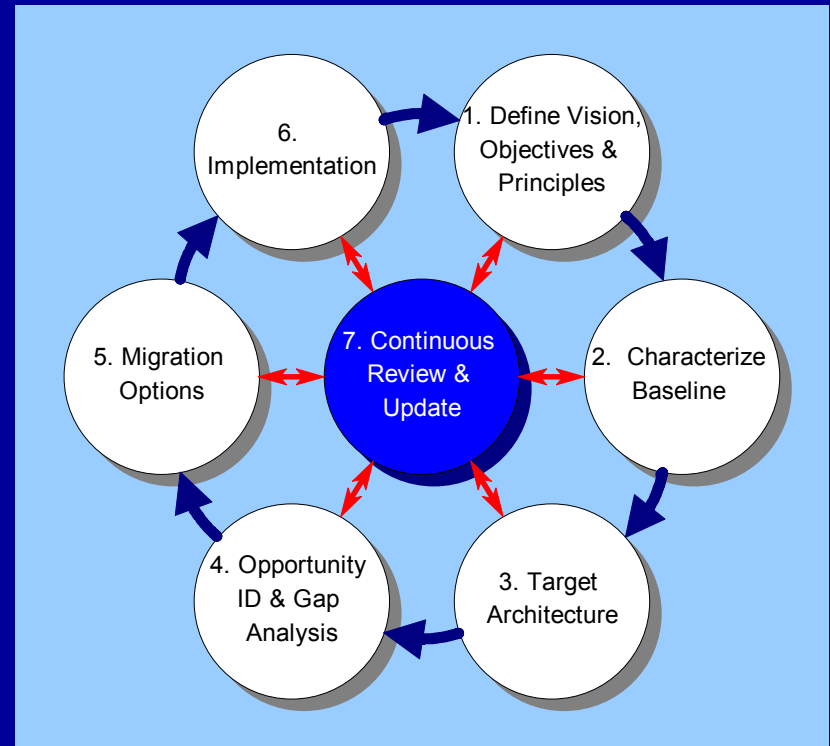 1. Define Vision,
Objectives &
Principles
2. Characterize
Baseline
3. Target
Architecture
4. Opportunity
ID & Gap
Analysis
5. Migration
Options
6.
Implementation
7. Continuous
Review &
Update